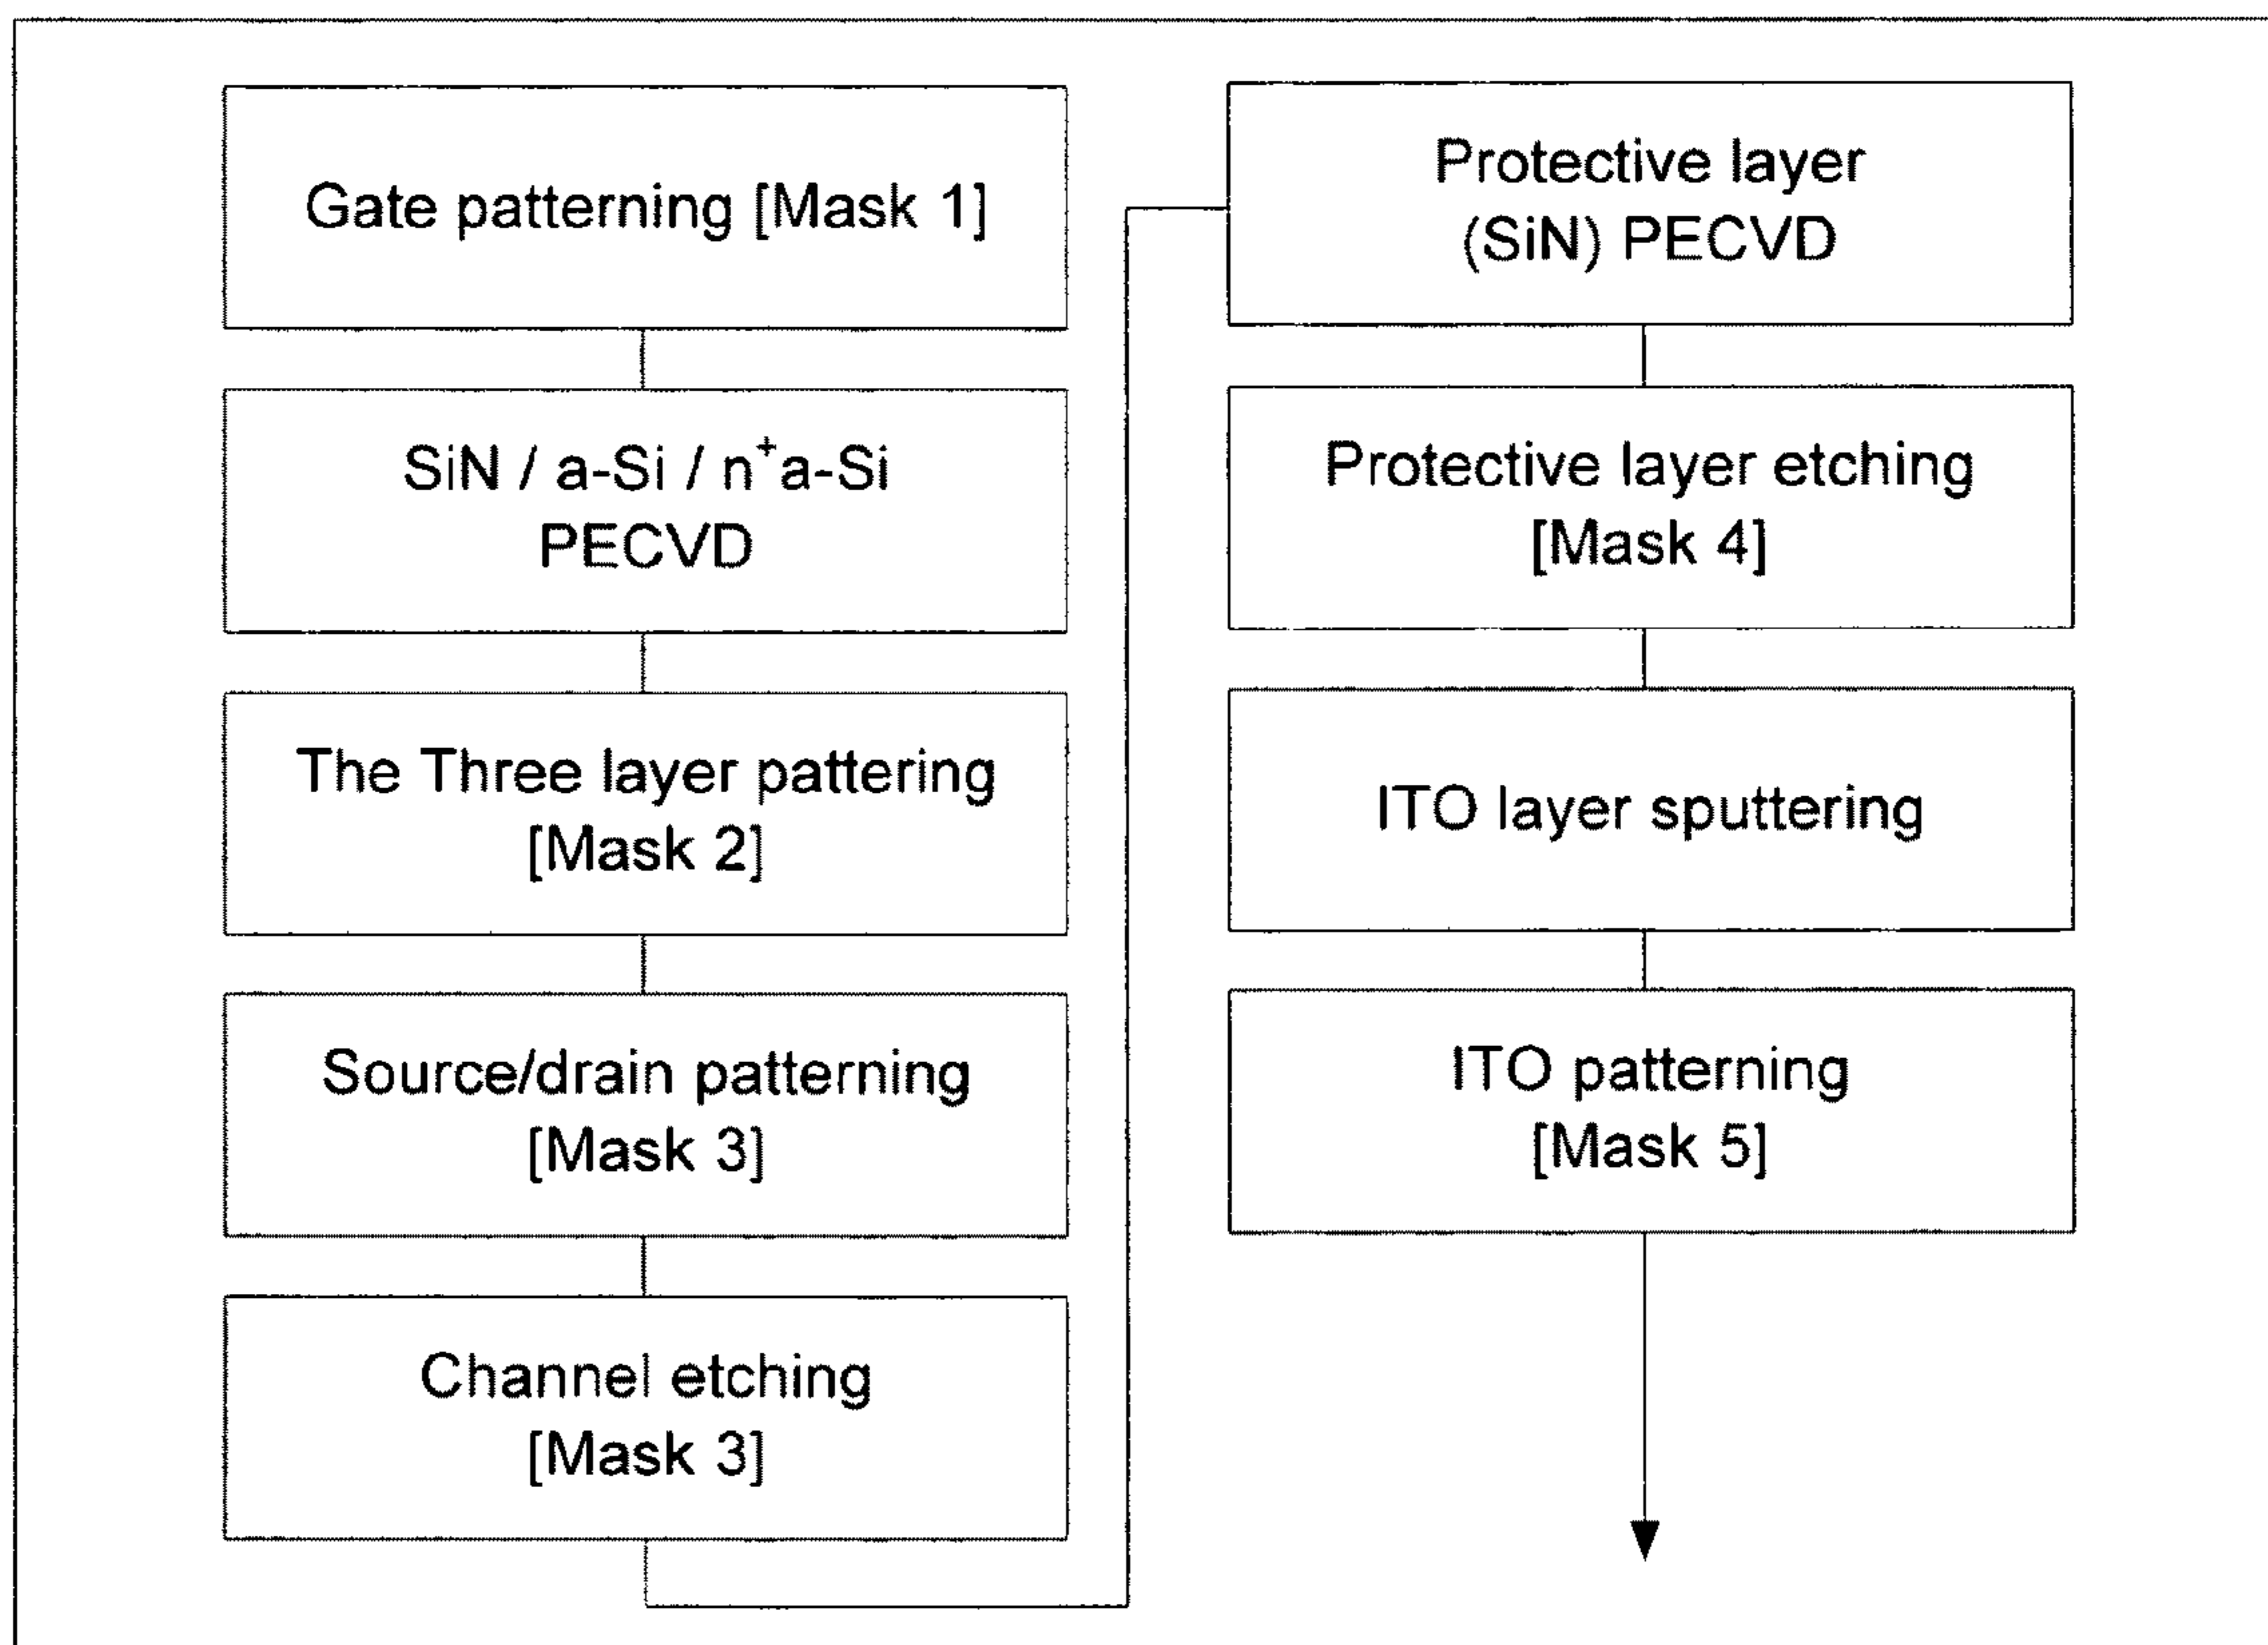 Gate patterning [Mask 1]
SiN / a-Si / n⁺a-Si
PECVD
The Three layer pattering
[Mask 2]
Source/drain patterning
[Mask 3]
Channel etching
[Mask 3]
Protective layer
(SiN) PECVD
Protective layer etching
[Mask 4]
ITO layer sputtering
ITO patterning
[Mask 5]